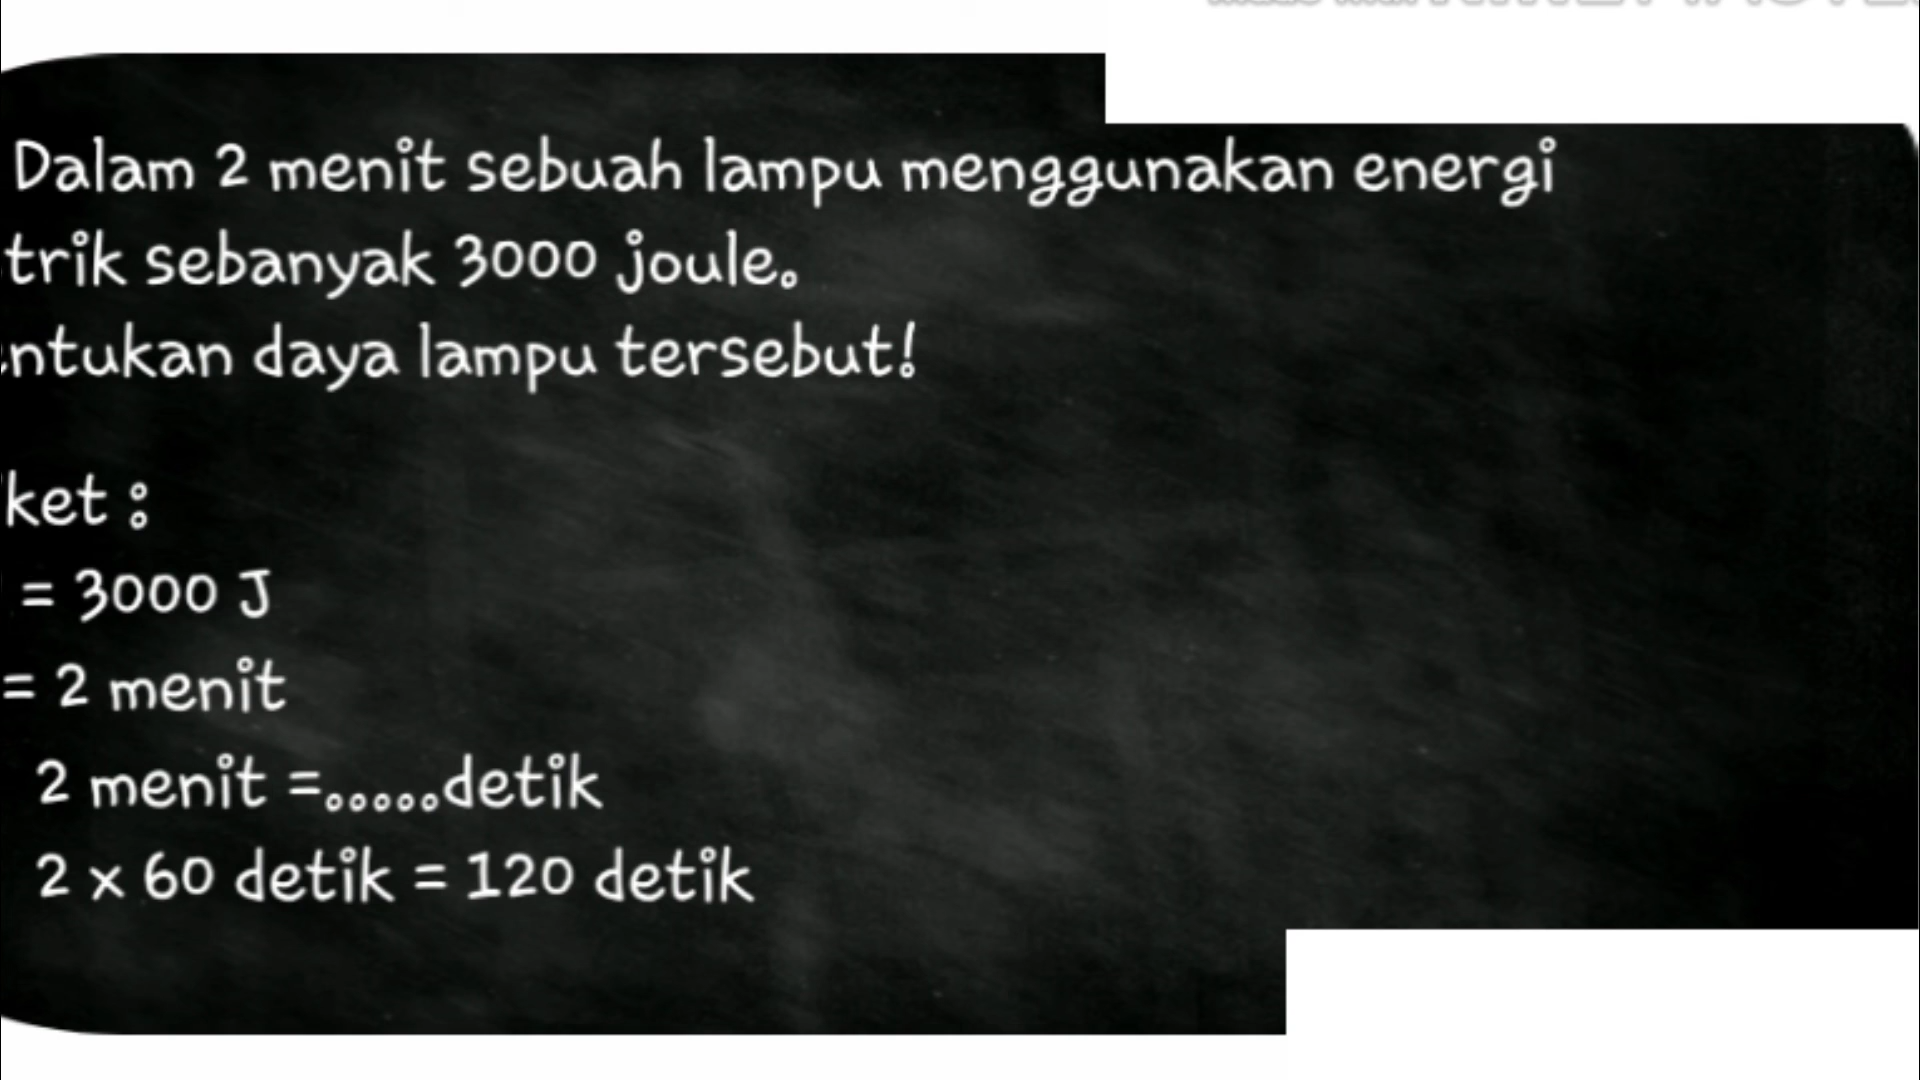 Dalam 2 menit sebuah lampu menggunakan energi
trik sebanyak 3000 joule.
ntukan daya lampu tersebut!
ket :
= 3000 J
= 2 menit
2 menit =.....detik
2 x 60 detik = 120 detik